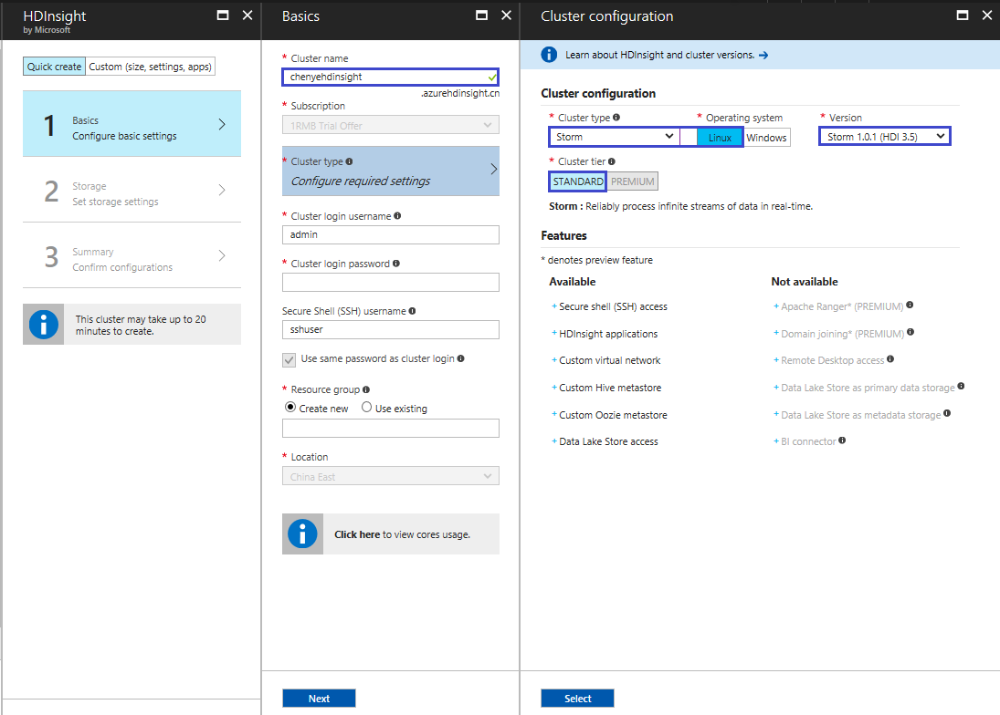 HDInsight
by Microsoft
Quick create Custom (size, settings, apps)
1 Basics
Configure basic settings
2 Storage
Set storage settings
3 Summary
Confirm configurations
This cluster may take up to 20
minutes to create.
Basics
* Cluster name
chenyehdinsight
.azurehdinsight.cn
* Subscription
1RMB Trial Offer
* Cluster type
Configure required settings
* Cluster login username
admin
* Cluster login password
Secure Shell (SSH) username
sshuser
Use same password as cluster login
* Resource group
Create new Use existing
* Location
China East
Click here to view cores usage.
Next
Cluster configuration
Learn about HDInsight and cluster versions. →
Cluster configuration
* Cluster type * Operating system * Version
Storm Linux Windows Storm 1.0.1 (HDI 3.5)
* Cluster tier
STANDARD PREMIUM
Storm : Reliably process infinite streams of data in real-time.
Features
* denotes preview feature
Available Not available
+ Secure shell (SSH) access + Apache Ranger* (PREMIUM)
+ HDInsight applications + Domain joining* (PREMIUM)
+ Custom virtual network + Remote Desktop access
+ Custom Hive metastore + Data Lake Store as primary data storage
+ Custom Oozie metastore + Data Lake Store as metadata storage
+ Data Lake Store access + BI connector
Select